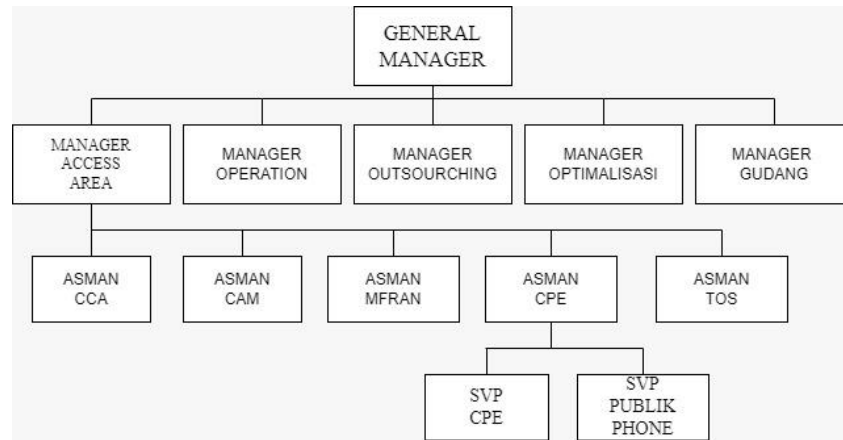 GENERAL
MANAGER
MANAGER
ACCESS
AREA
MANAGER
OPERATION
MANAGER
OUTSOURCHING
MANAGER
OPTIMALISASI
MANAGER
GUDANG
ASMAN
CCA
ASMAN
CAM
ASMAN
MFRAN
ASMAN
CPE
ASMAN
TOS
SVP
CPE
SVP
PUBLIK
PHONE